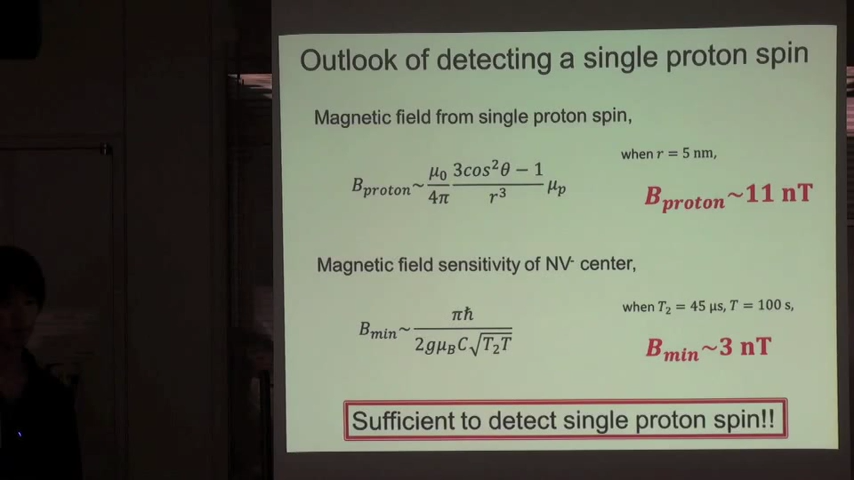 Outlook of detecting a single proton spin
Magnetic field from single proton spin,
B_proton~ μ₀/4π (3cos²θ − 1)/r³ μ_p
when r = 5 nm,
B_proton~11 nT
Magnetic field sensitivity of NV⁻ center,
B_min~ πħ/(2gμ_B C√(T₂T))
when T₂ = 45 μs, T = 100 s,
B_min~3 nT
Sufficient to detect single proton spin!!